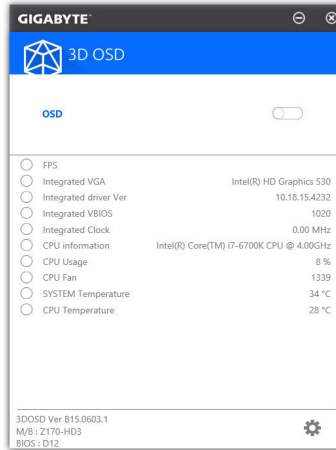 GIGABYTE™
3D OSD
OSD
FPS
Integrated VGA Intel(R) HD Graphics 530
Integrated driver Ver 10.18.15.4232
Integrated VBIOS 1020
Integrated Clock 0.00 MHz
CPU information Intel(R) Core(TM) i7-6700K CPU @ 4.00GHz
CPU Usage 8 %
CPU Fan 1339
SYSTEM Temperature 34 °C
CPU Temperature 28 °C
3DOSD Ver B15.0603.1
M/B : Z170-HD3
BIOS : D12